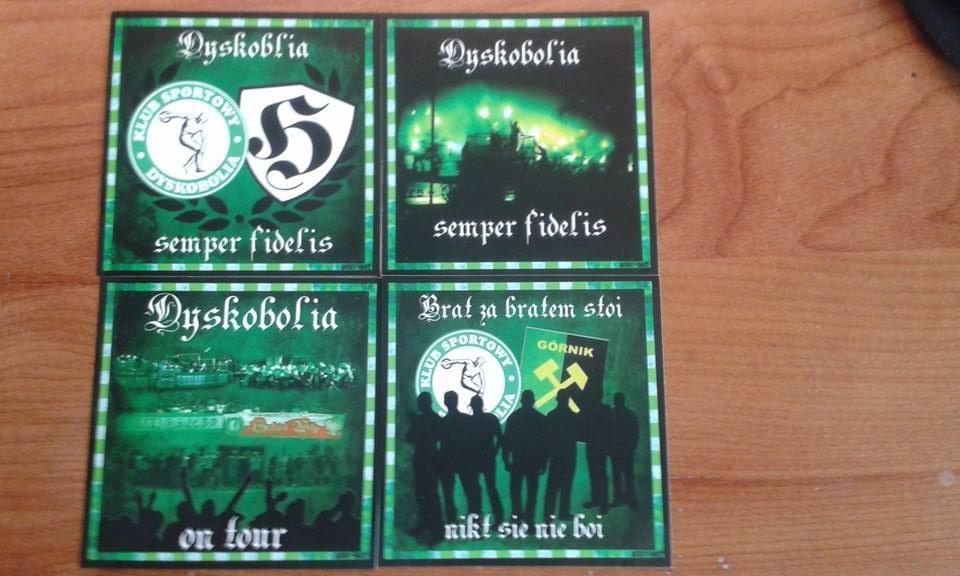 Dyskoblia
KLUB SPORTOWY
DYSKOBOLIA
H
semper fidelis
Dyskobolia
semper fidelis
Dyskobolia
on tour
Brat za bratem stoi
KLUB SPORTOWY
GÓRNIK
nikt sie nie boi